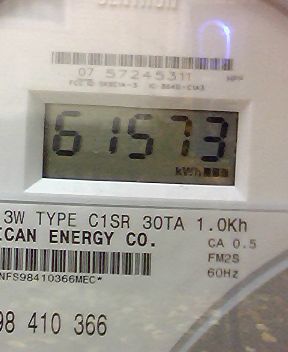 07 57245311
61573
kWh
3W TYPE C1SR 30TA 1.0Kh
ICAN ENERGY CO.
CA 0.5
FM2S
60Hz
NFS98410366MEC*
98 410 366